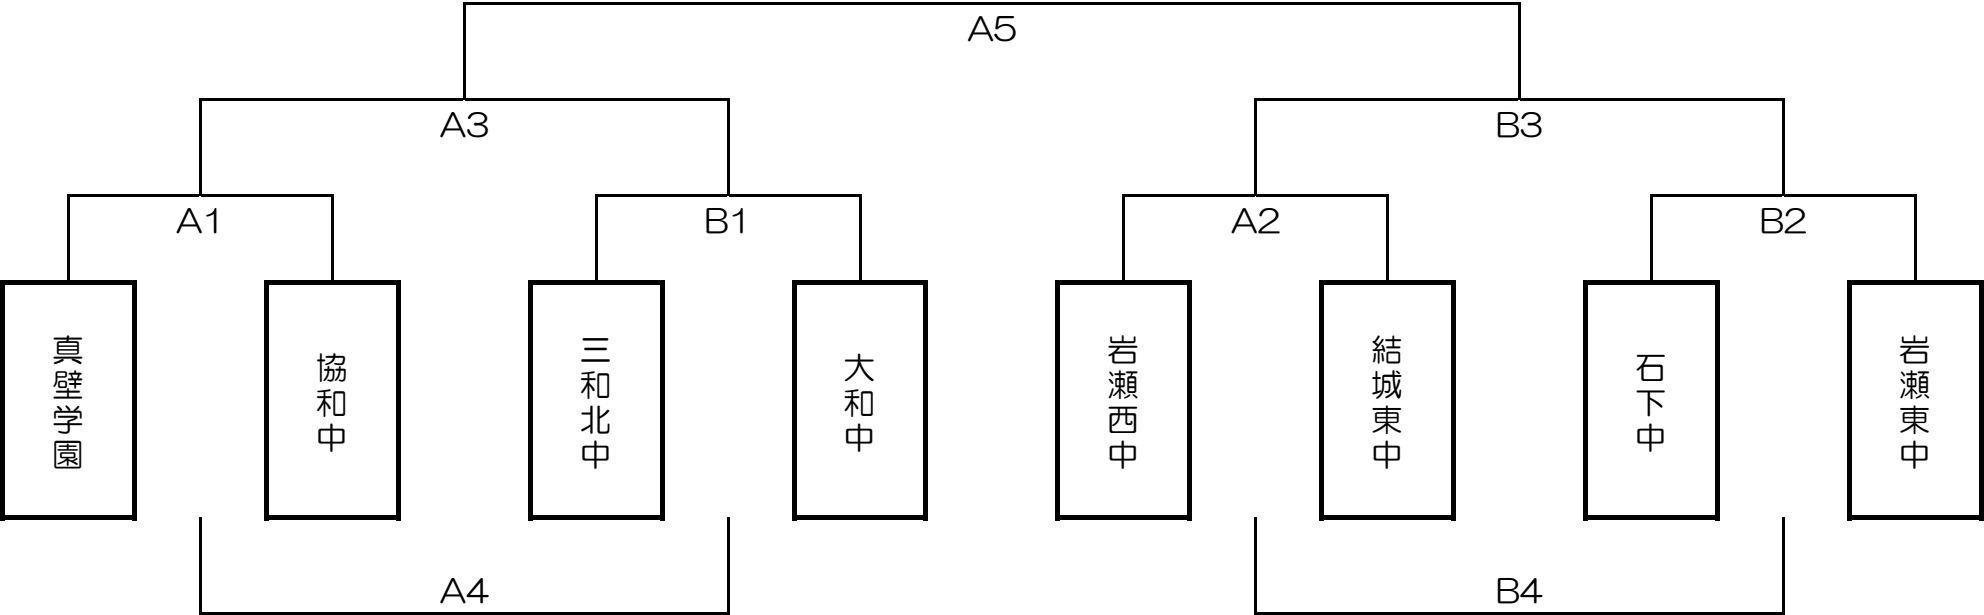 A5
A3
B3
A1
B1
A2
B2
真壁学園
協和中
三和北中
大和中
岩瀬西中
結城東中
石下中
岩瀬東中
A4
B4